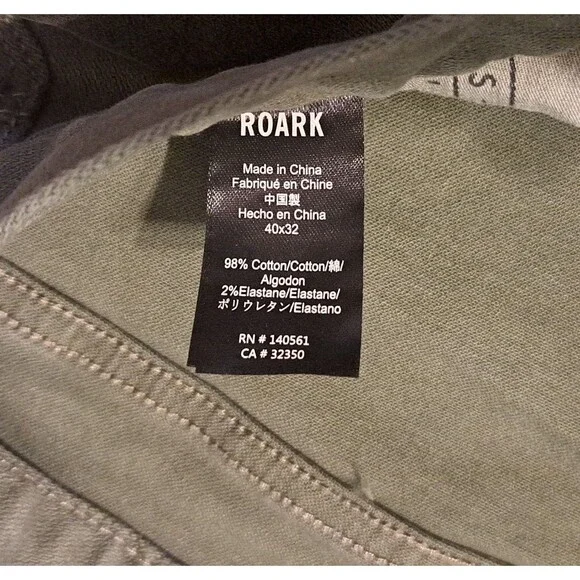 ROARK
Made in China
Fabriqué en Chine
中国製
Hecho en China
40x32
98% Cotton/Cotton/綿/
Algodon
2%Elastane/Elastane/
ポリウレタン/Elastano
RN # 140561
CA # 32350
S